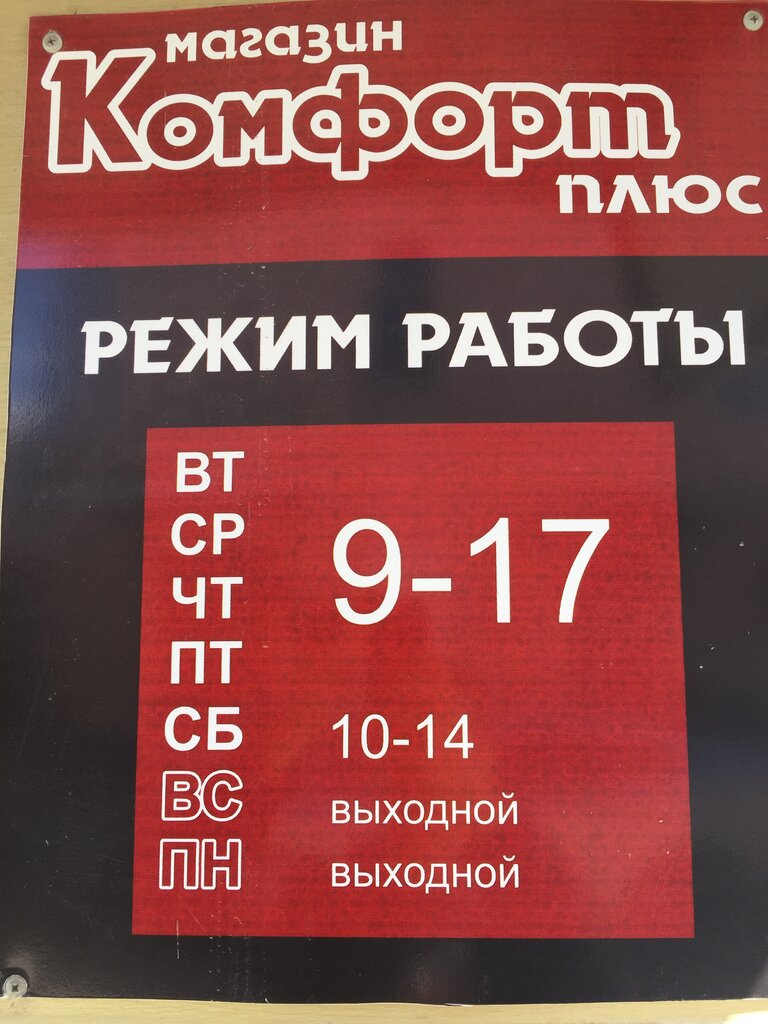 магазин
Комфорт
плюс
РЕЖИМ РАБОТЫ
ВТ
СР
9-17
ЧТ
ПТ
СБ 10-14
ВС выходной
ПН выходной